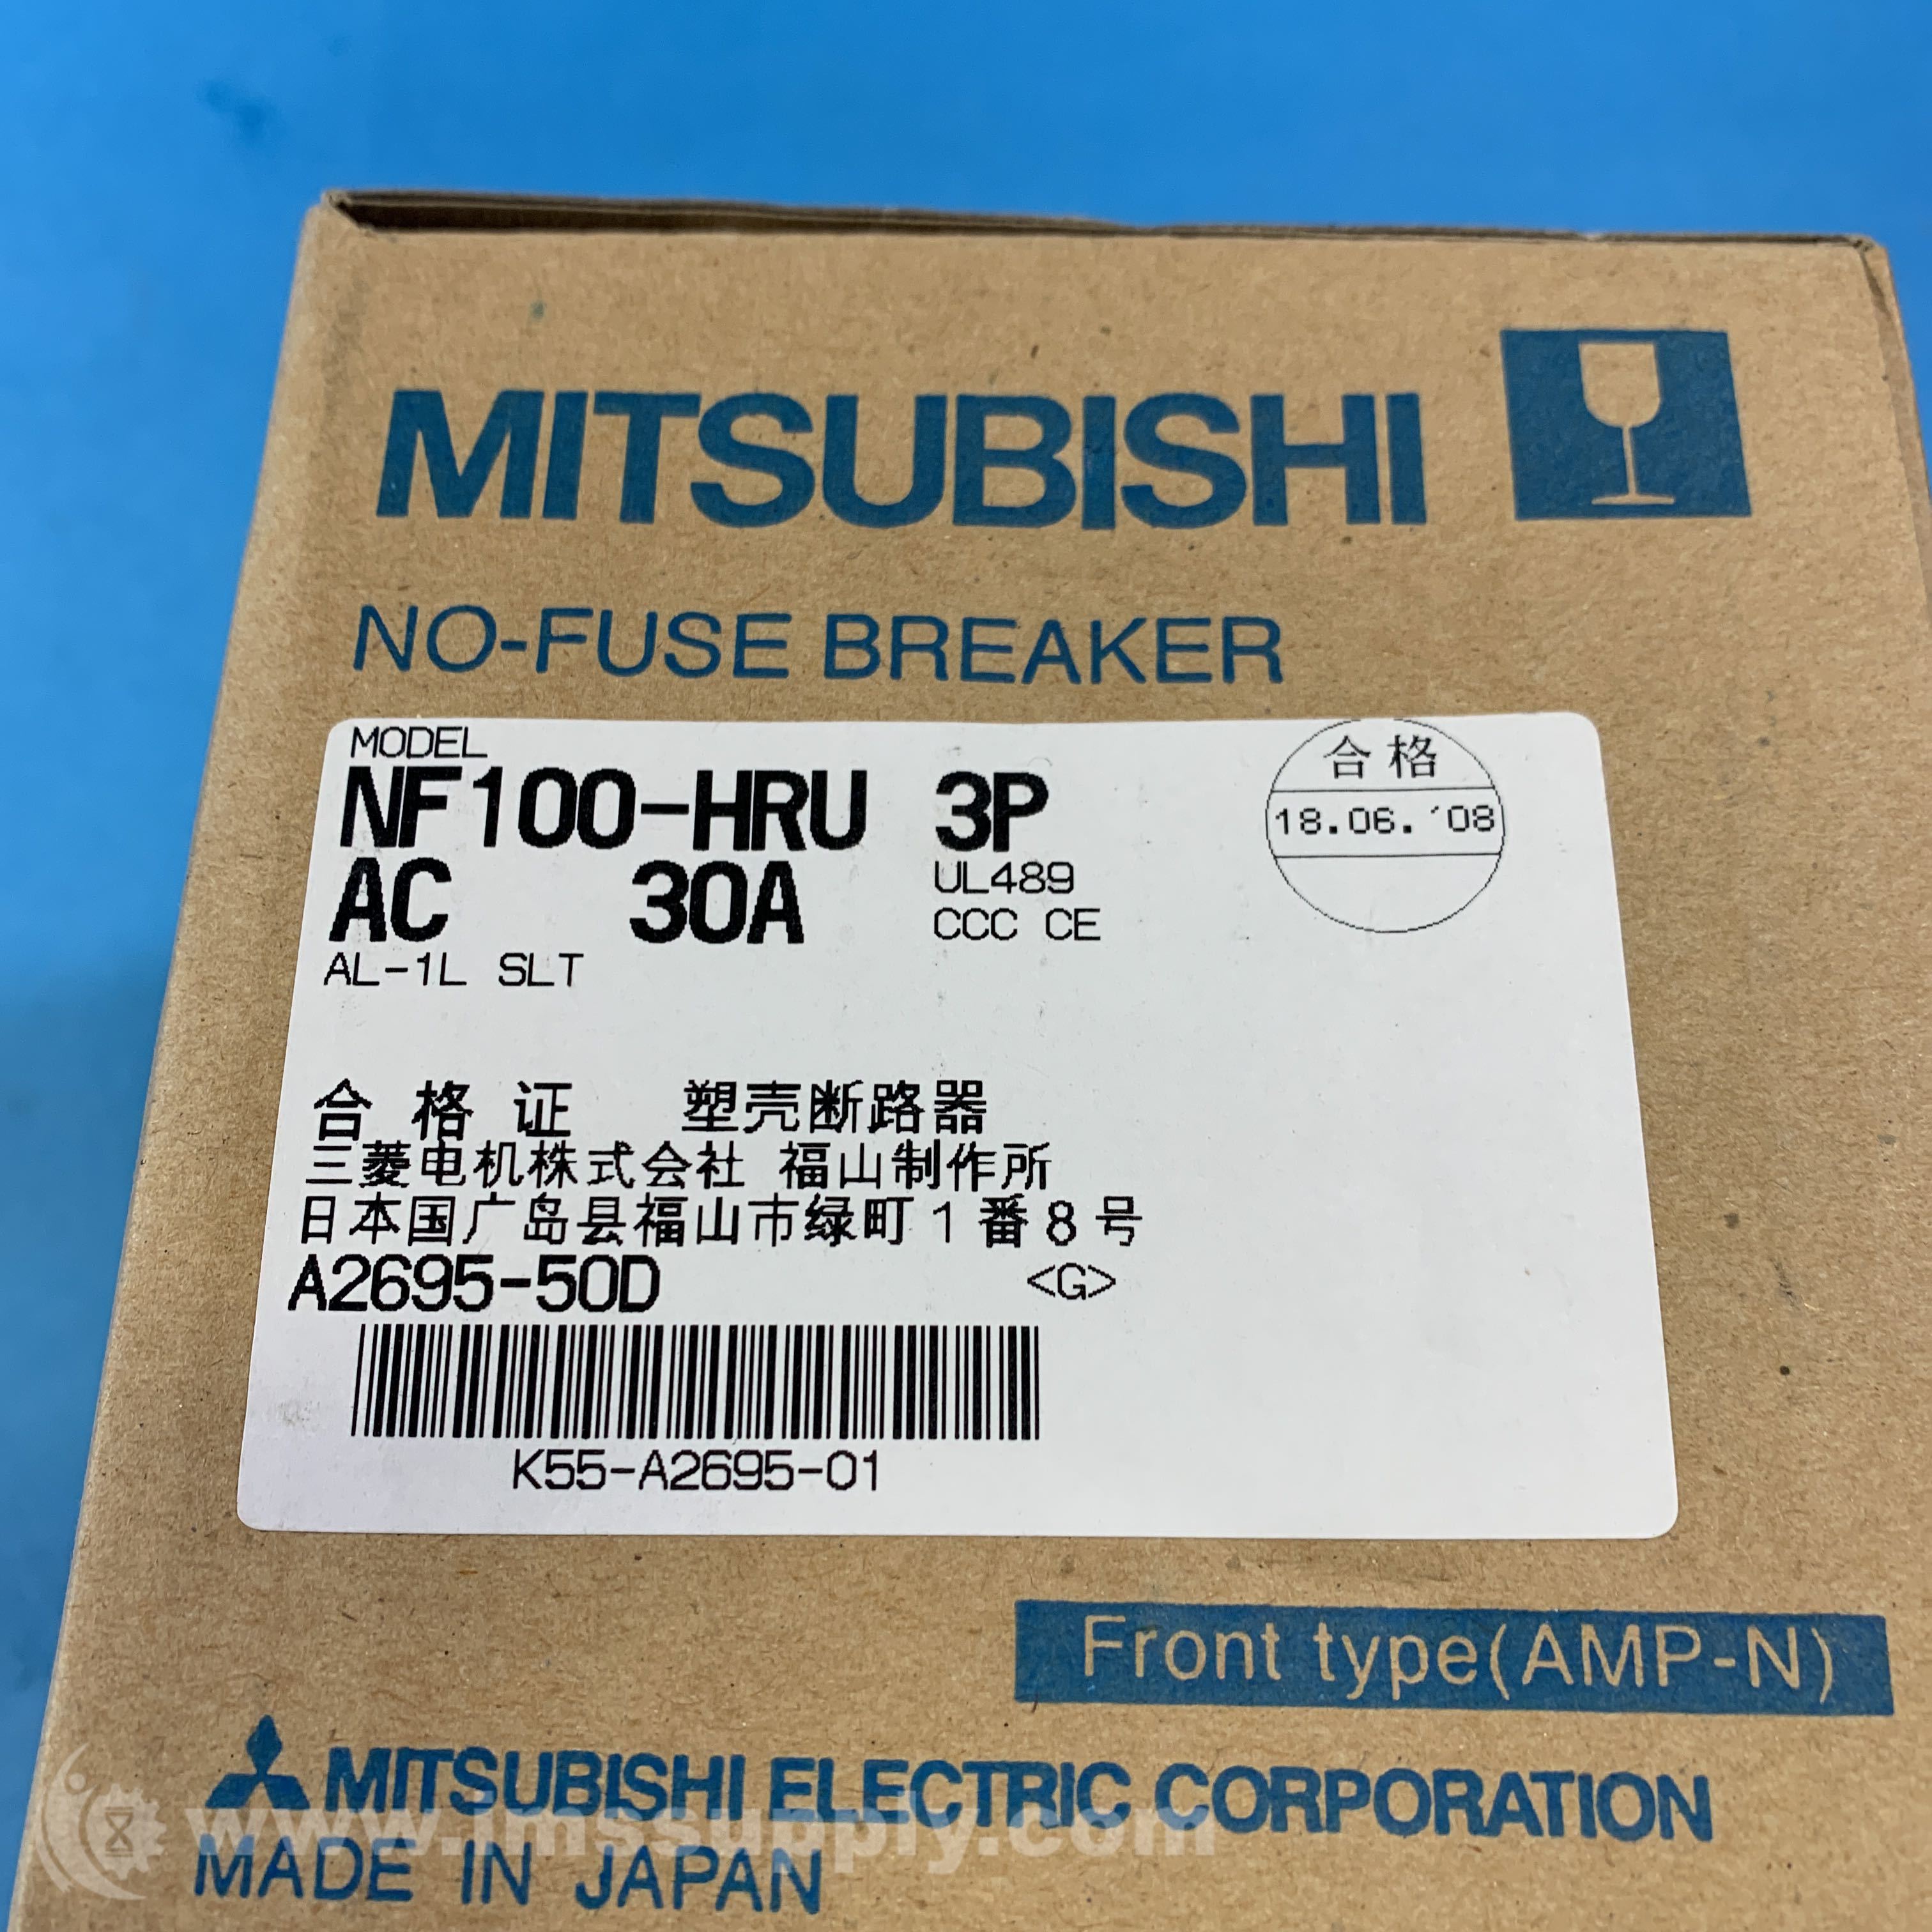 MITSUBISHI
NO-FUSE BREAKER
MODEL
NF100-HRU 3P
AC 30A
UL489
CCC CE
AL-1L SLT
合格
18.06.'08
合格证 塑壳断路器
三菱电机株式会社 福山制作所
日本国广岛县福山市绿町1番8号
A2695-50D <G>
K55-A2695-01
Front type(AMP-N)
MITSUBISHI ELECTRIC CORPORATION
www.imssupply.com
MADE IN JAPAN